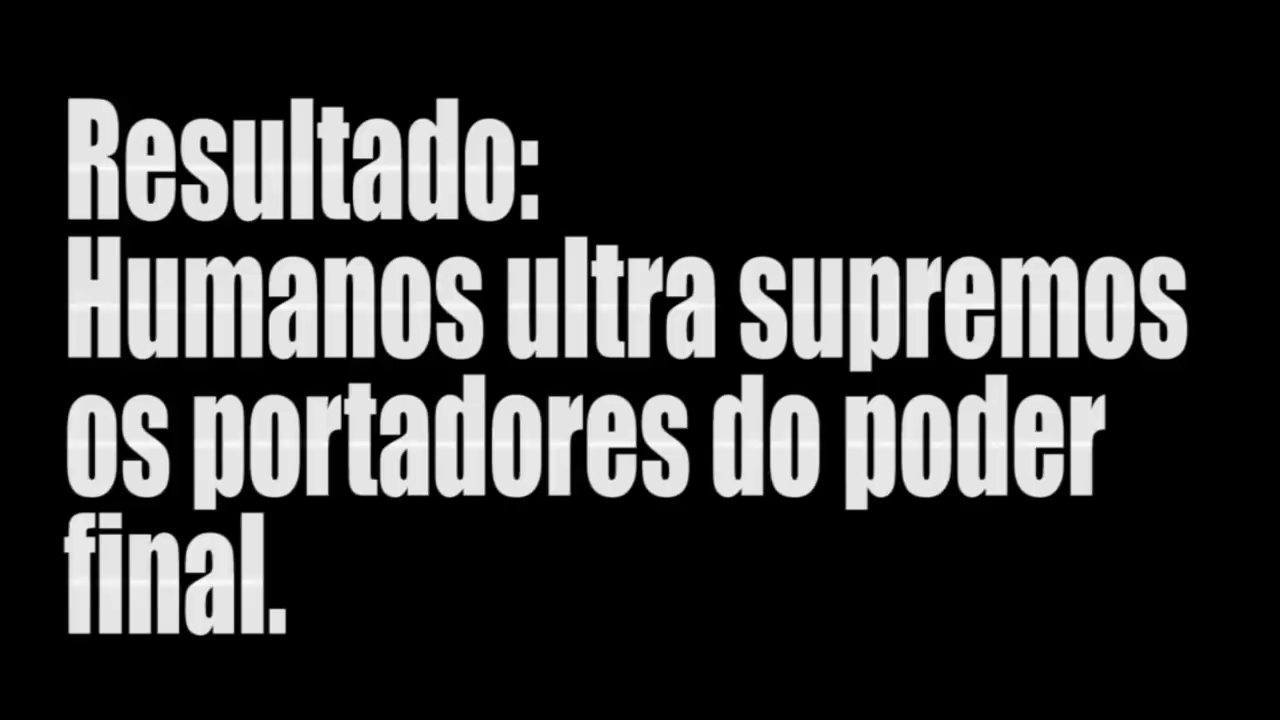 Resultado:
Humanos ultra supremos
os portadores do poder
final.